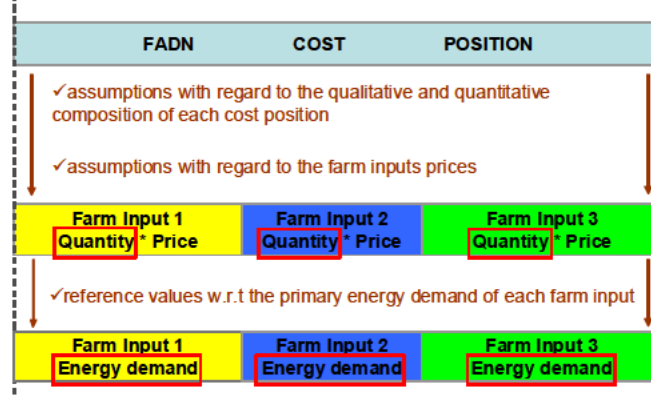 FADN COST POSITION
✓assumptions with regard to the qualitative and quantitative
composition of each cost position
✓assumptions with regard to the farm inputs prices
Farm Input 1 Farm Input 2 Farm Input 3
Quantity * Price Quantity * Price Quantity * Price
✓reference values w.r.t the primary energy demand of each farm input
Farm Input 1 Farm Input 2 Farm Input 3
Energy demand Energy demand Energy demand